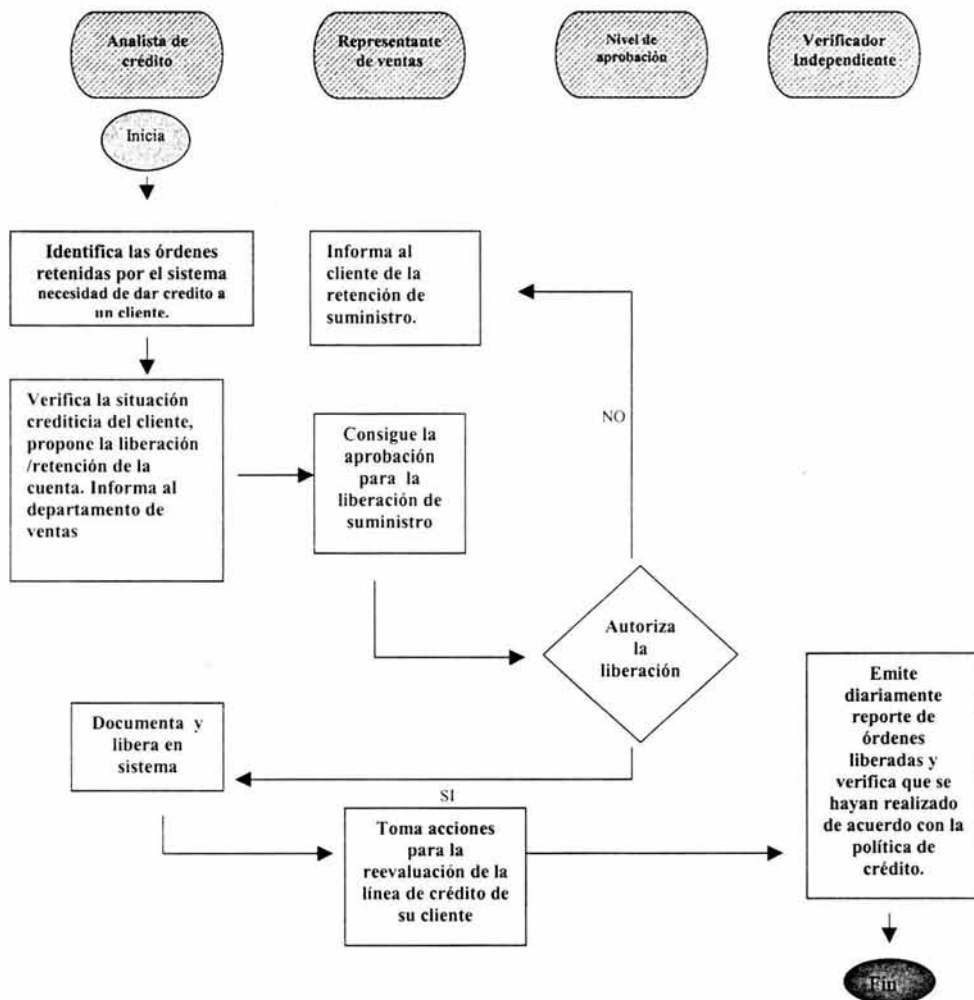 Analista de
crédito
Representante
de ventas
Nivel de
aprobación
Verificador
Independiente
Inicia
Identifica las órdenes
retenidas por el sistema
necesidad de dar credito a
un cliente.
Informa al
cliente de la
retención de
suministro.
Verifica la situación
crediticia del cliente,
propone la liberación
/retención de la
cuenta. Informa al
departamento de
ventas
Consigue la
aprobación
para la
liberación de
suministro
NO
Autoriza
la
liberación
Documenta y
libera en
sistema
SI
Toma acciones
para la
reevaluación de la
línea de crédito de
su cliente
Emite
diariamente
reporte de
órdenes
liberadas y
verifica que se
hayan realizado
de acuerdo con la
política de
crédito.
Fin